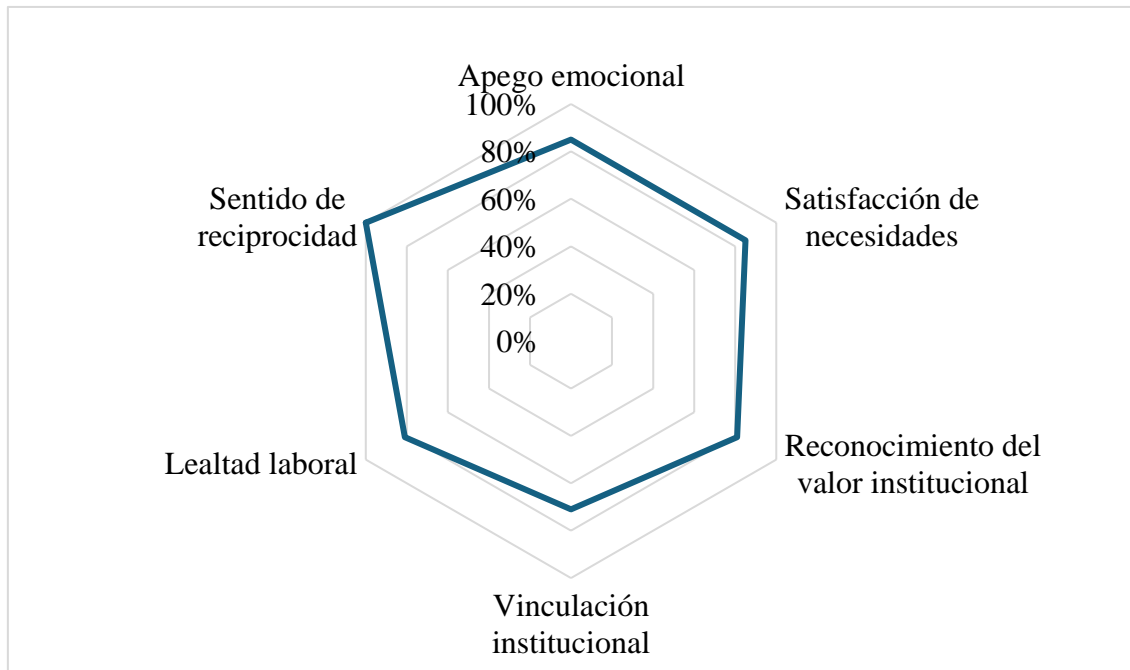 Apego emocional
100%
80%
60%
40%
20%
0%
Satisfacción de
necesidades
Reconocimiento del
valor institucional
Vinculación
institucional
Lealtad laboral
Sentido de
reciprocidad